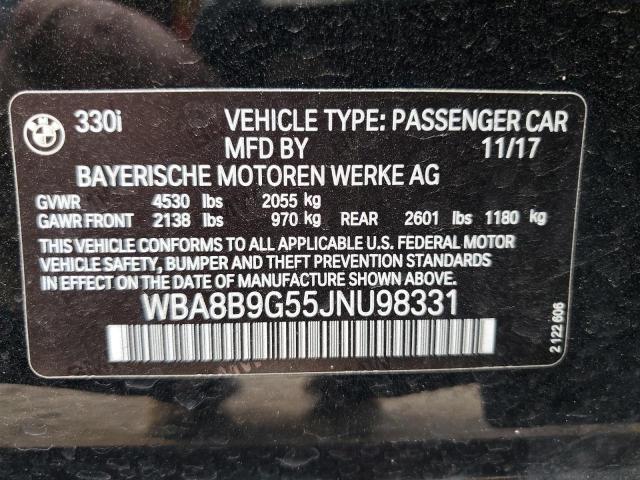 BMW
330i VEHICLE TYPE: PASSENGER CAR
MFD BY 11/17
BAYERISCHE MOTOREN WERKE AG
GVWR 4530 lbs 2055 kg
GAWR FRONT 2138 lbs 970 kg REAR 2601 lbs 1180 kg
THIS VEHICLE CONFORMS TO ALL APPLICABLE U.S. FEDERAL MOTOR
VEHICLE SAFETY, BUMPER AND THEFT PREVENTION STANDARDS
IN EFFECT ON THE DATE OF MANUFACTURE SHOWN ABOVE.
WBA8B9G55JNU98331
2 122 606